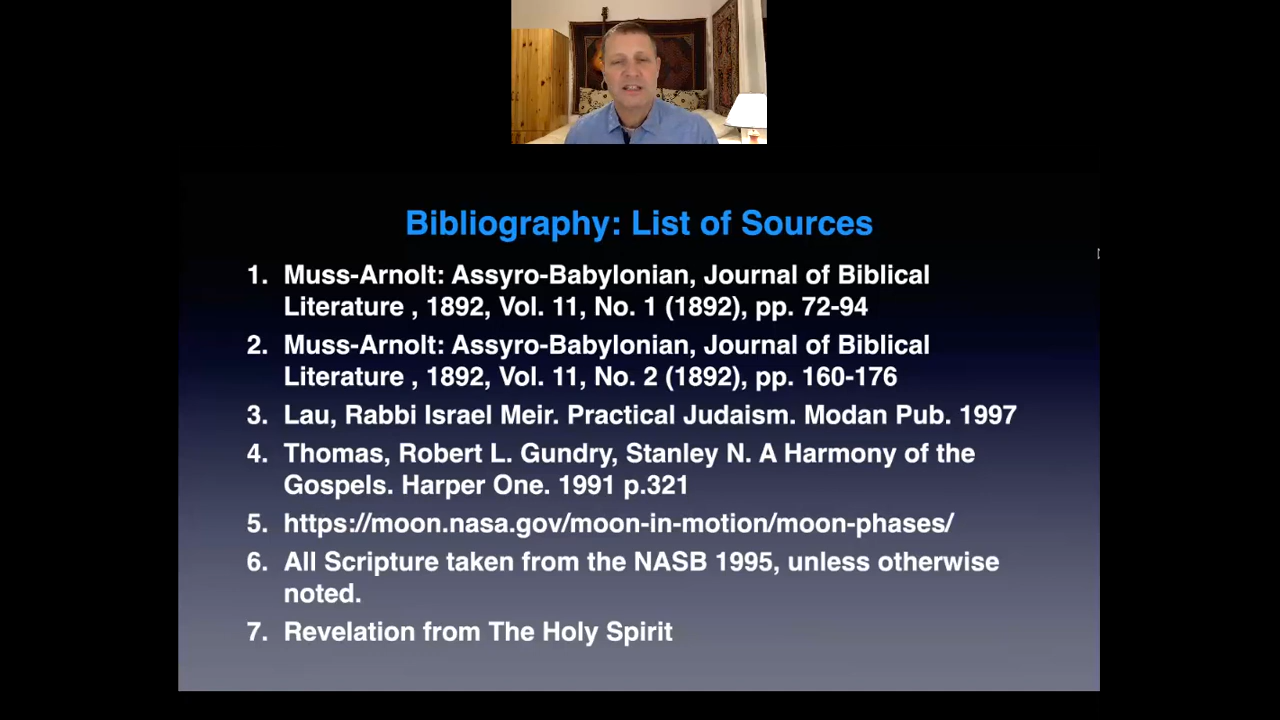 Bibliography: List of Sources
1. Muss-Arnolt: Assyro-Babylonian, Journal of Biblical
Literature , 1892, Vol. 11, No. 1 (1892), pp. 72-94
2. Muss-Arnolt: Assyro-Babylonian, Journal of Biblical
Literature , 1892, Vol. 11, No. 2 (1892), pp. 160-176
3. Lau, Rabbi Israel Meir. Practical Judaism. Modan Pub. 1997
4. Thomas, Robert L. Gundry, Stanley N. A Harmony of the
Gospels. Harper One. 1991 p.321
5. https://moon.nasa.gov/moon-in-motion/moon-phases/
6. All Scripture taken from the NASB 1995, unless otherwise
noted.
7. Revelation from The Holy Spirit